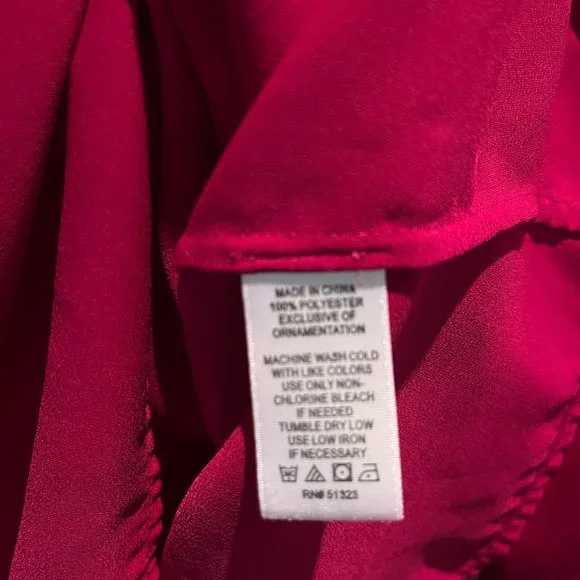 MADE IN CHINA
100% POLYESTER
EXCLUSIVE OF
ORNAMENTATION
MACHINE WASH COLD
WITH LIKE COLORS
USE ONLY NON-
CHLORINE BLEACH
IF NEEDED
TUMBLE DRY LOW
USE LOW IRON
IF NECESSARY
RN# 51323